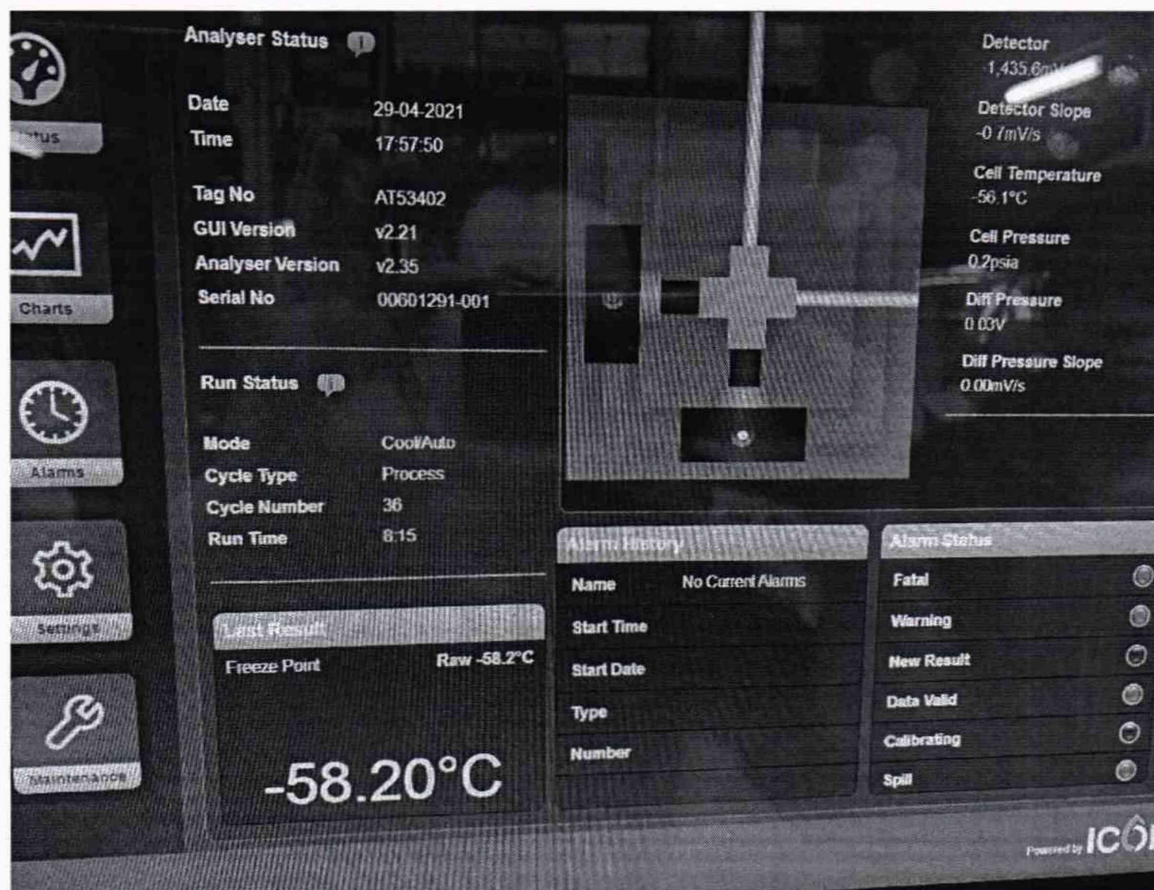 Analyser Status
Date 29-04-2021
Time 17:57:50
Tag No AT53402
GUI Version v2.21
Analyser Version v2.35
Serial No 00601291-001
Run Status
Mode Cool/Auto
Cycle Type Process
Cycle Number 36
Run Time 8:15
Last Result
Freeze Point Raw -58.2°C
-58.20°C
Charts
Alarms
Settings
Maintenance
Detector
-1,435.6
Detector Slope
-0.7mV/s
Cell Temperature
-56.1°C
Cell Pressure
0.2psia
Diff Pressure
0.03V
Diff Pressure Slope
0.00mV/s
Alarm History
Name No Current Alarms
Start Time
Start Date
Type
Number
Alarm Status
Fatal
Warning
New Result
Data Valid
Calibrating
Spill
Powered by